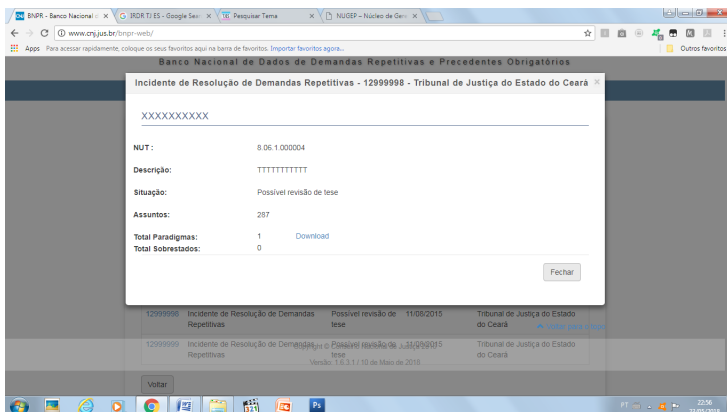 BNPR - Banco Nacional d
IRDR TJ ES - Google Sear
Pesquisar Tema
NUGEP – Núcleo de Ger
www.cnj.jus.br/bnpr-web/
Apps Para acessar rapidamente, coloque os seus favoritos aqui na barra de favoritos. Importar favoritos agora...
Outros favoritos
Banco Nacional de Dados de Demandas Repetitivas e Precedentes Obrigatórios
Incidente de Resolução de Demandas Repetitivas - 12999998 - Tribunal de Justiça do Estado do Ceará ×
XXXXXXXXXX
NUT : 8.06.1.000004
Descrição: TTTTTTTTTTT
Situação: Possível revisão de tese
Assuntos: 287
Total Paradigmas: 1 Download
Total Sobrestados: 0
Fechar
12999998 Incidente de Resolução de Demandas Possível revisão de 11/08/2015 Tribunal de Justiça do Estado
Repetitivas tese do Ceará
Voltar para o topo
12999999 Incidente de Resolução de Demandas Possível revisão de 11/08/2015 Tribunal de Justiça do Estado
Repetitivas tese do Ceará
Versão: 1.6.3.1 / 10 de Maio de 2018
Voltar
PT
22:56